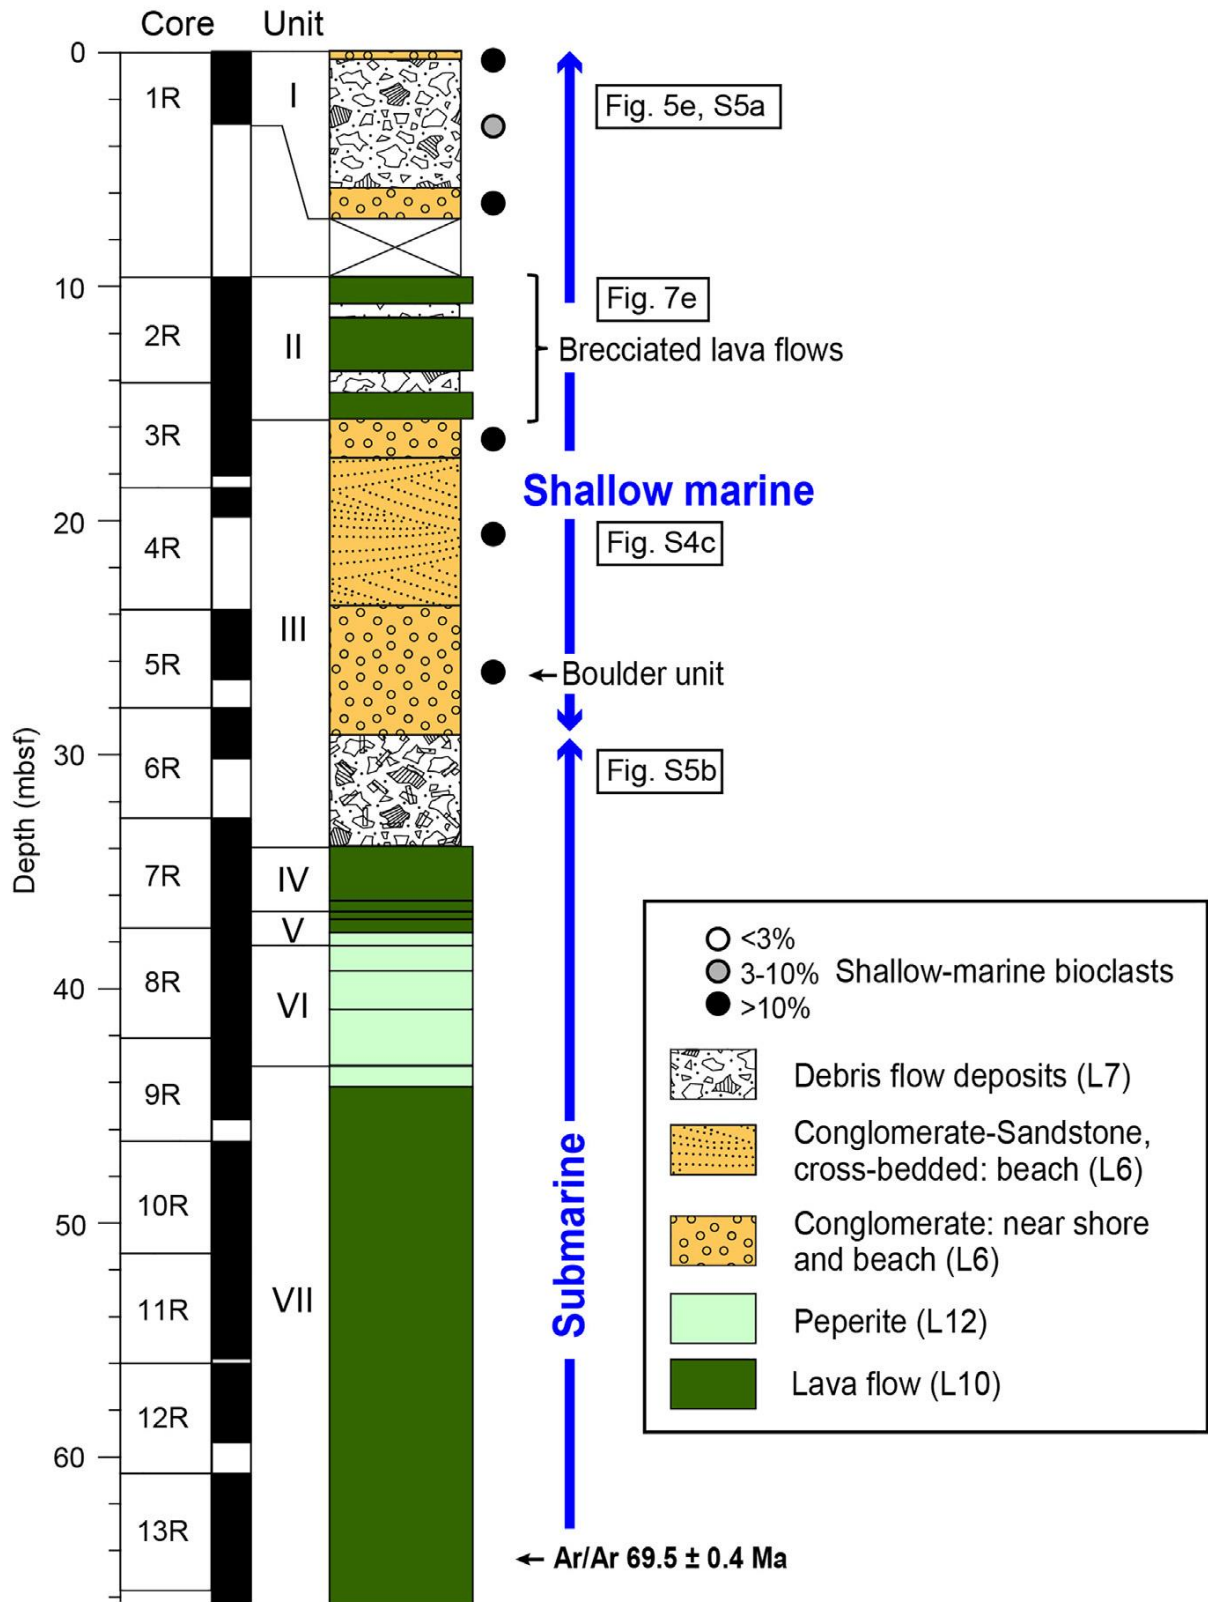 Core Unit
0
1R
I
Fig. 5e, S5a
10
2R
II
Fig. 7e
Brecciated lava flows
3R
Shallow marine
20
4R
III
Fig. S4c
5R
Boulder unit
30
6R
Fig. S5b
Depth (mbsf)
7R
IV
V
8R
40
VI
9R
10R
50
11R
VII
12R
60
13R
Submarine
Ar/Ar 69.5 ± 0.4 Ma
<3%
3-10% Shallow-marine bioclasts
>10%
Debris flow deposits (L7)
Conglomerate-Sandstone,
cross-bedded: beach (L6)
Conglomerate: near shore
and beach (L6)
Peperite (L12)
Lava flow (L10)